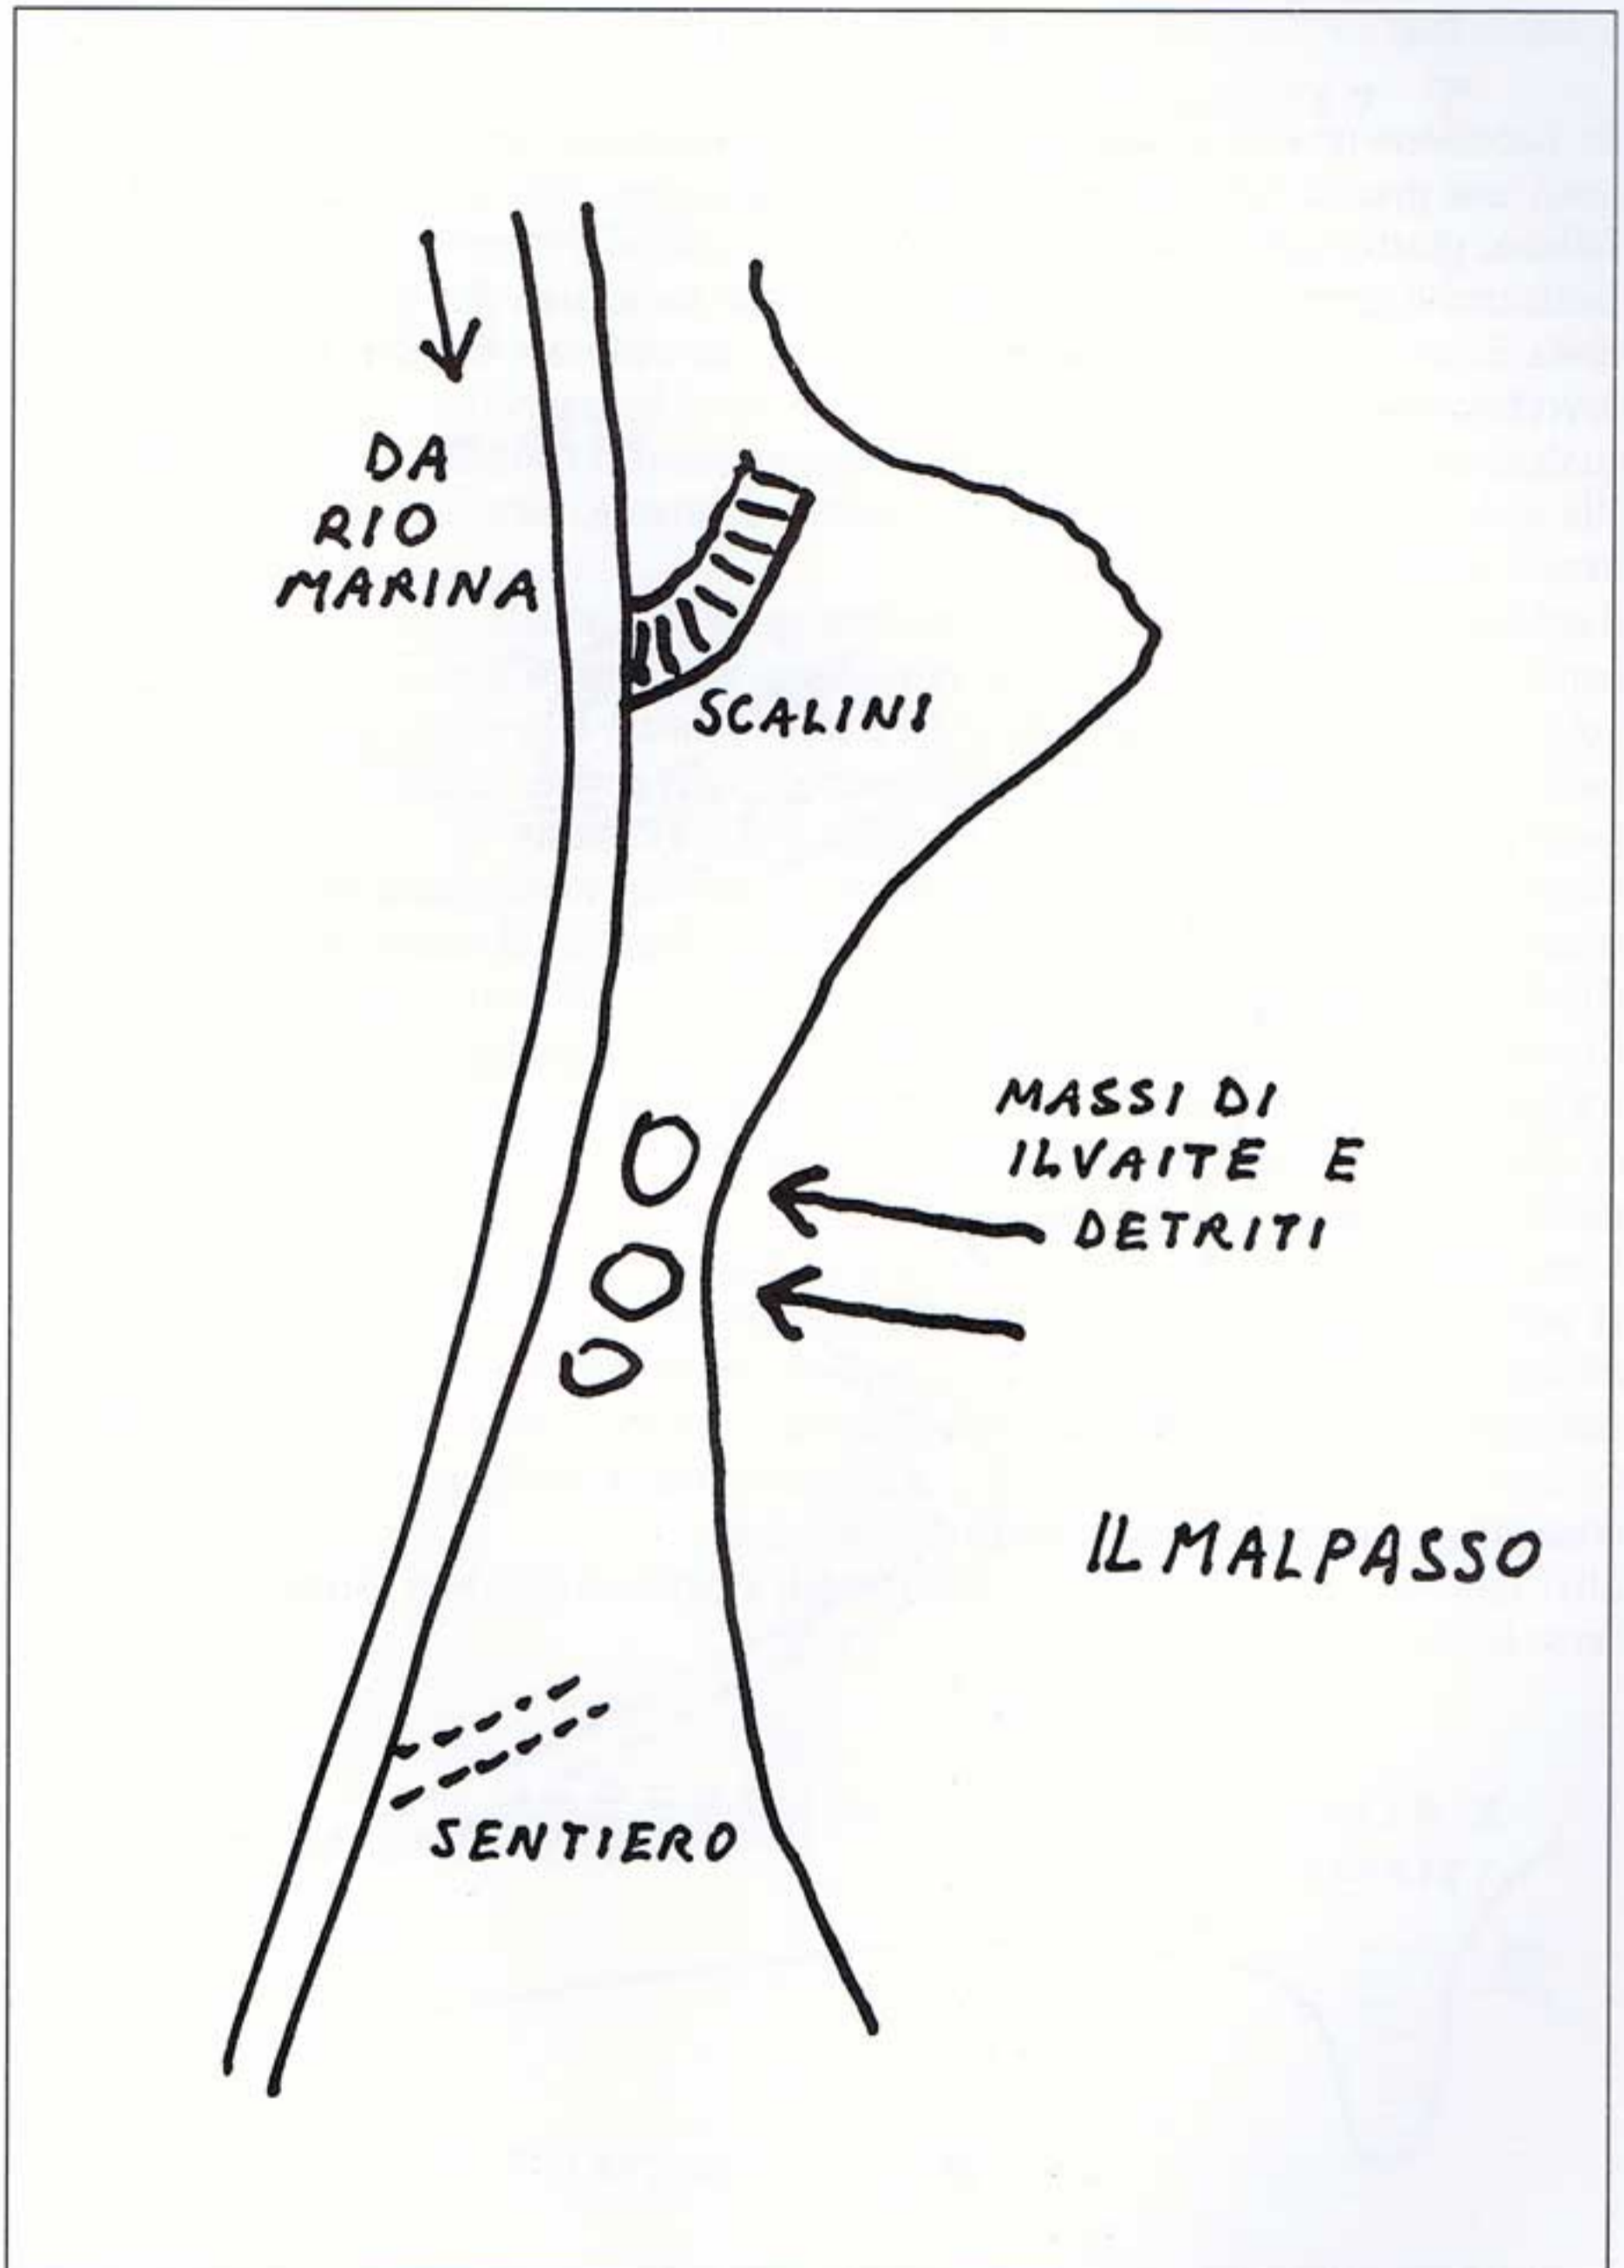 DA
RIO
MARINA
SCALINI
MASSI DI
ILVAITE E
DETRITI
IL MALPASSO
SENTIERO